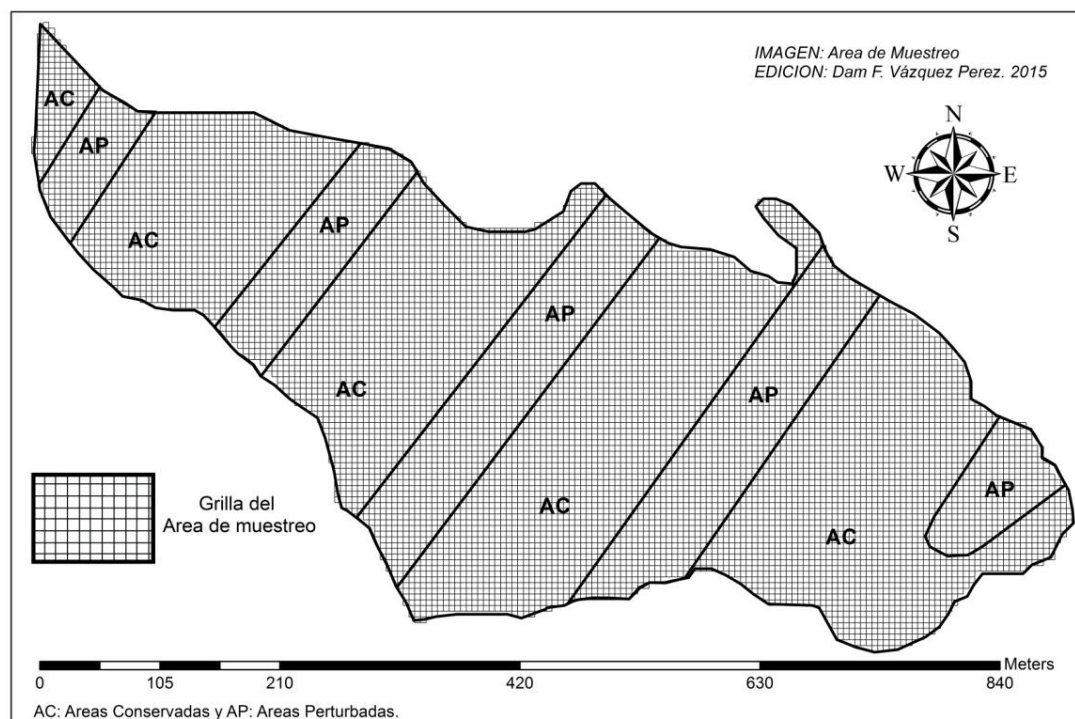 IMAGEN: Area de Muestreo
EDICION: Dam F. Vázquez Perez. 2015
N
W
E
S
AC
AP
AC
AP
AC
AP
AC
AP
AC
AP
Grilla del
Area de muestreo
Meters
0 105 210 420 630 840
AC: Areas Conservadas y AP: Areas Perturbadas.